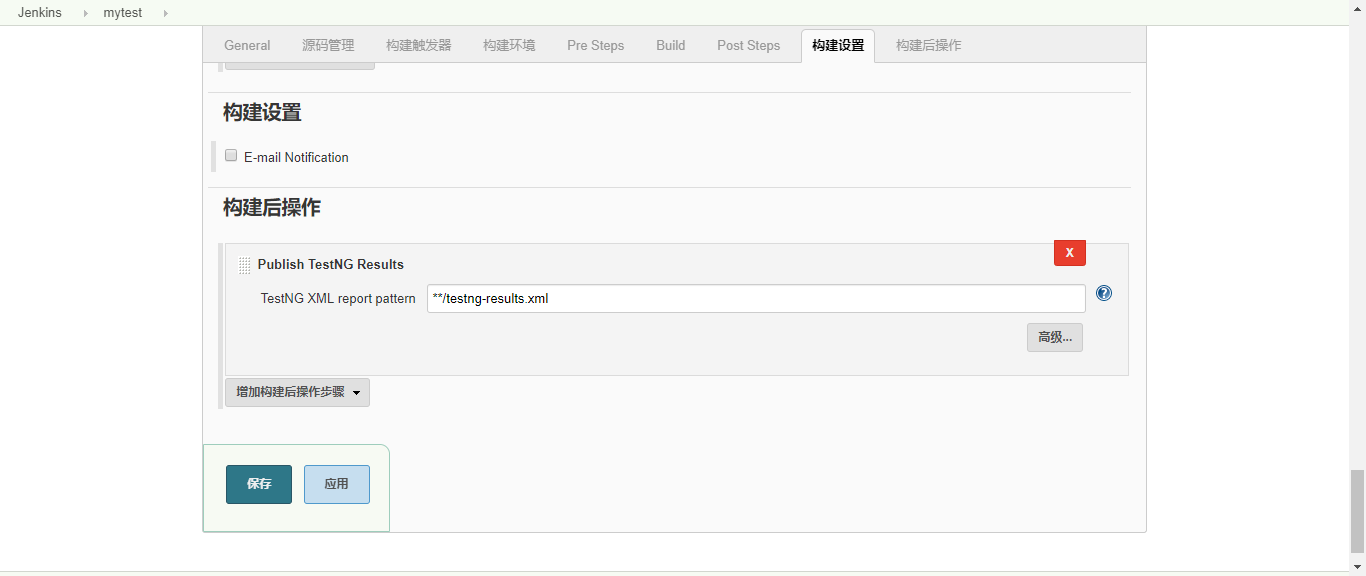 Jenkins mytest
General 源码管理 构建触发器 构建环境 Pre Steps Build Post Steps 构建设置 构建后操作
构建设置
E-mail Notification
构建后操作
X
Publish TestNG Results
TestNG XML report pattern **/testng-results.xml ?
高级...
增加构建后操作步骤
保存 应用